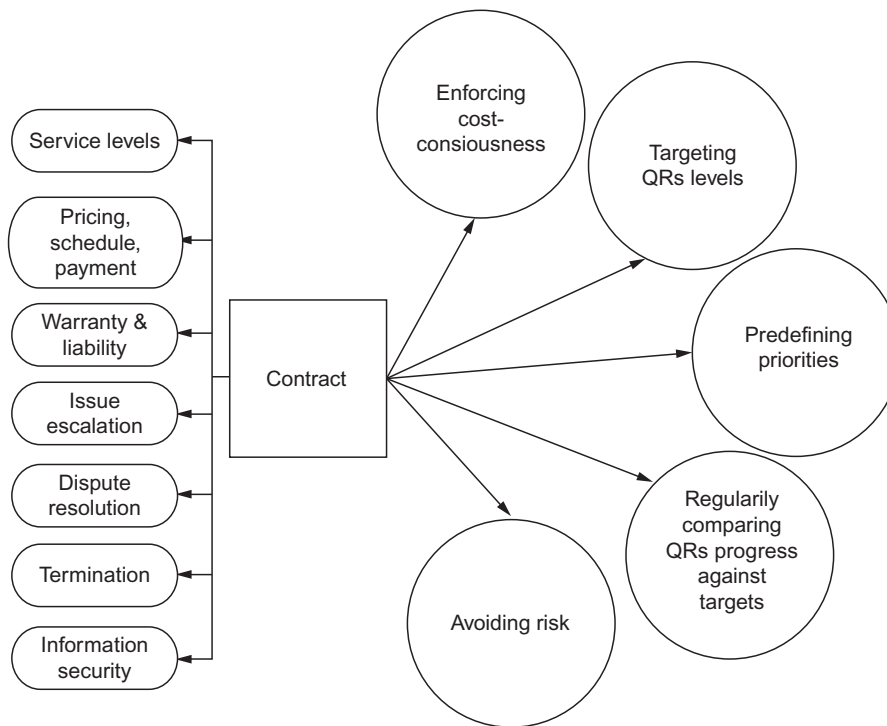 Service levels
Pricing,
schedule,
payment
Warranty &
liability
Issue
escalation
Dispute
resolution
Termination
Information
security
Contract
Enforcing
cost-
consiousness
Targeting
QRs levels
Predefining
priorities
Regularily
comparing
QRs progress
against
targets
Avoiding risk